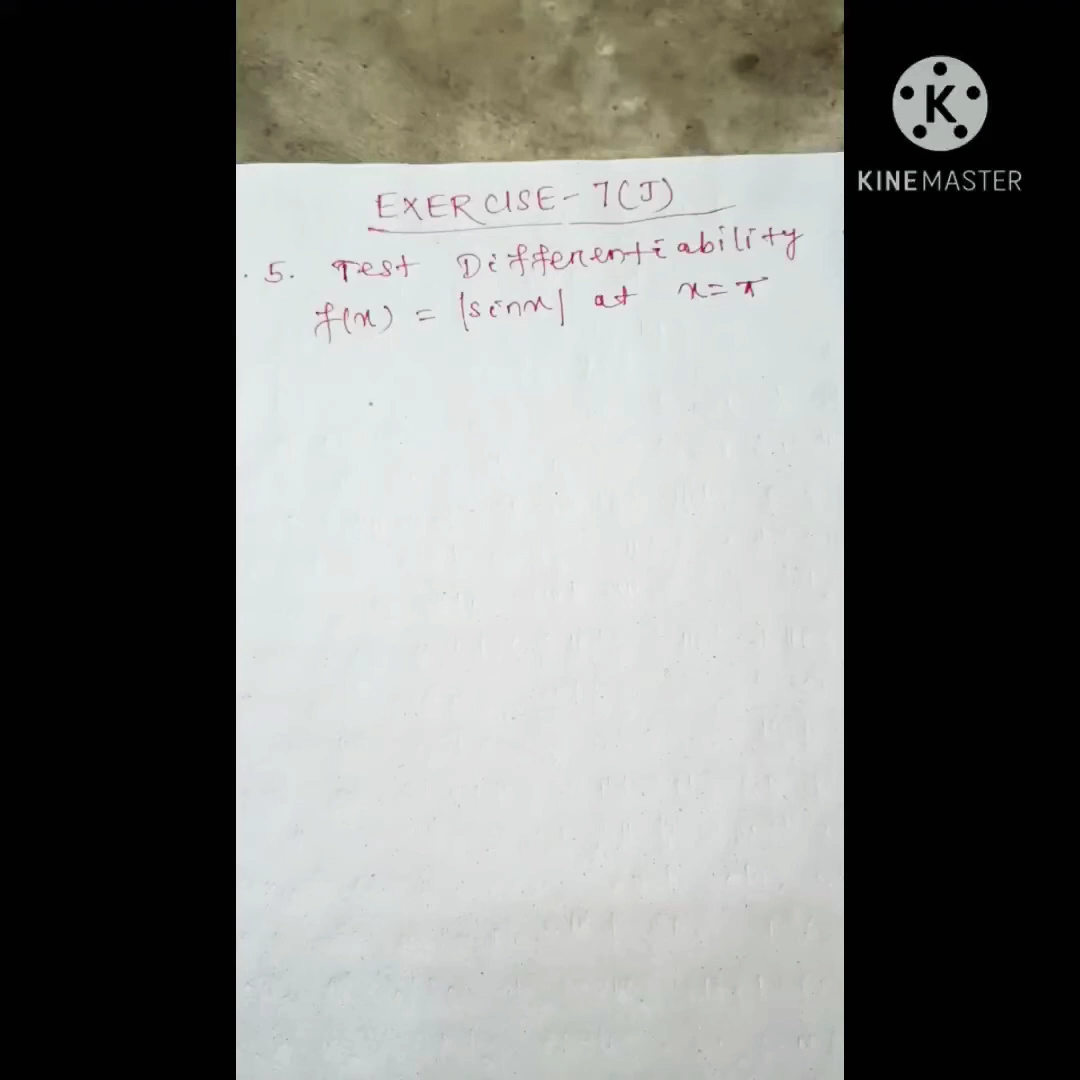 EXERCISE-7(J)
5. Test Differentiability
f(x) = |sinx| at x=π
K
KINEMASTER